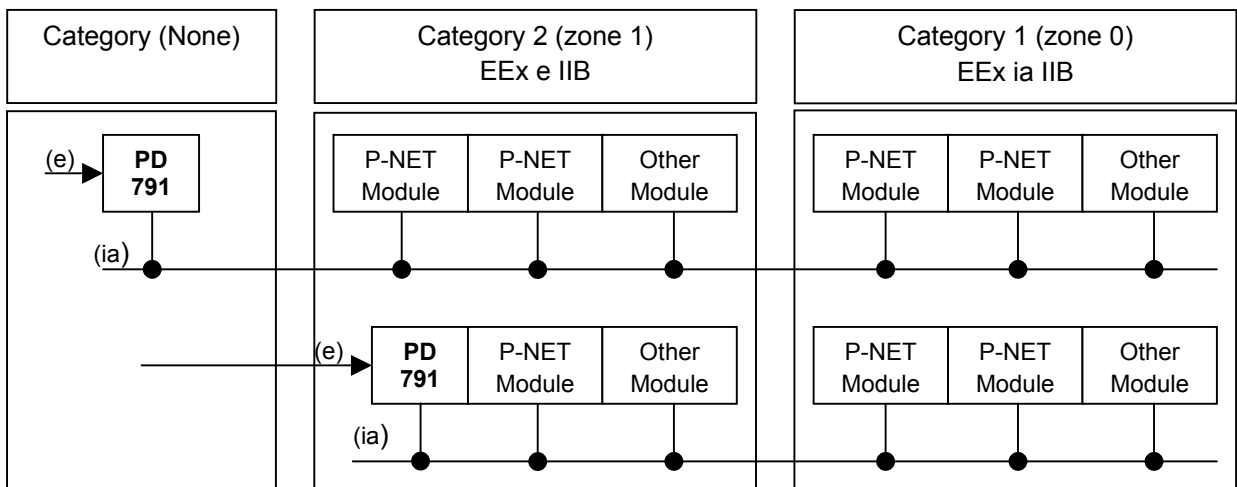 Category (None)
Category 2 (zone 1)
EEx e IIB
Category 1 (zone 0)
EEx ia IIB
(e)
PD
791
P-NET
Module
P-NET
Module
Other
Module
P-NET
Module
P-NET
Module
Other
Module
(ia)
(e)
PD
791
P-NET
Module
Other
Module
P-NET
Module
P-NET
Module
Other
Module
(ia)